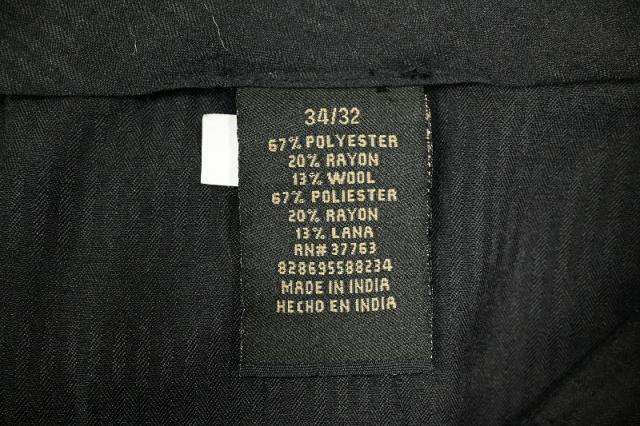 34/32
67% POLYESTER
20% RAYON
13% WOOL
67% POLIESTER
20% RAYON
13% LANA
RN# 37763
828695588234
MADE IN INDIA
HECHO EN INDIA